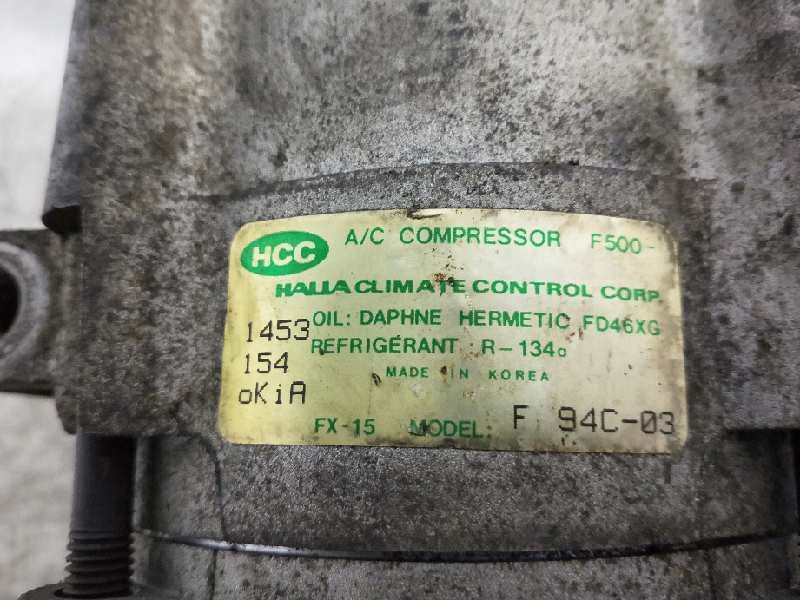 HCC A/C COMPRESSOR F500-
HALLA CLIMATE CONTROL CORP.
1453 OIL: DAPHNE HERMETIC FD46XG
154 REFRIGERANT: R-134a
MADE IN KOREA
oKiA
FX-15 MODEL: F 94C-03